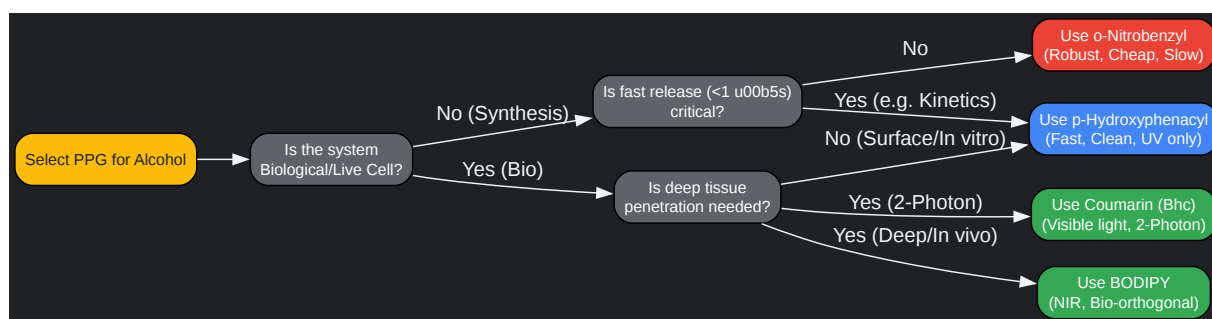 Select PPG for Alcohol
Is the system
Biological/Live Cell?
No (Synthesis)
Yes (Bio)
Is fast release (<1 u00b5s)
critical?
Is deep tissue
penetration needed?
No
Yes (e.g. Kinetics)
No (Surface/In vitro)
Yes (2-Photon)
Yes (Deep/In vivo)
Use o-Nitrobenzyl
(Robust, Cheap, Slow)
Use p-Hydroxyphenacyl
(Fast, Clean, UV only)
Use Coumarin (Bhc)
(Visible light, 2-Photon)
Use BODIPY
(NIR, Bio-orthogonal)